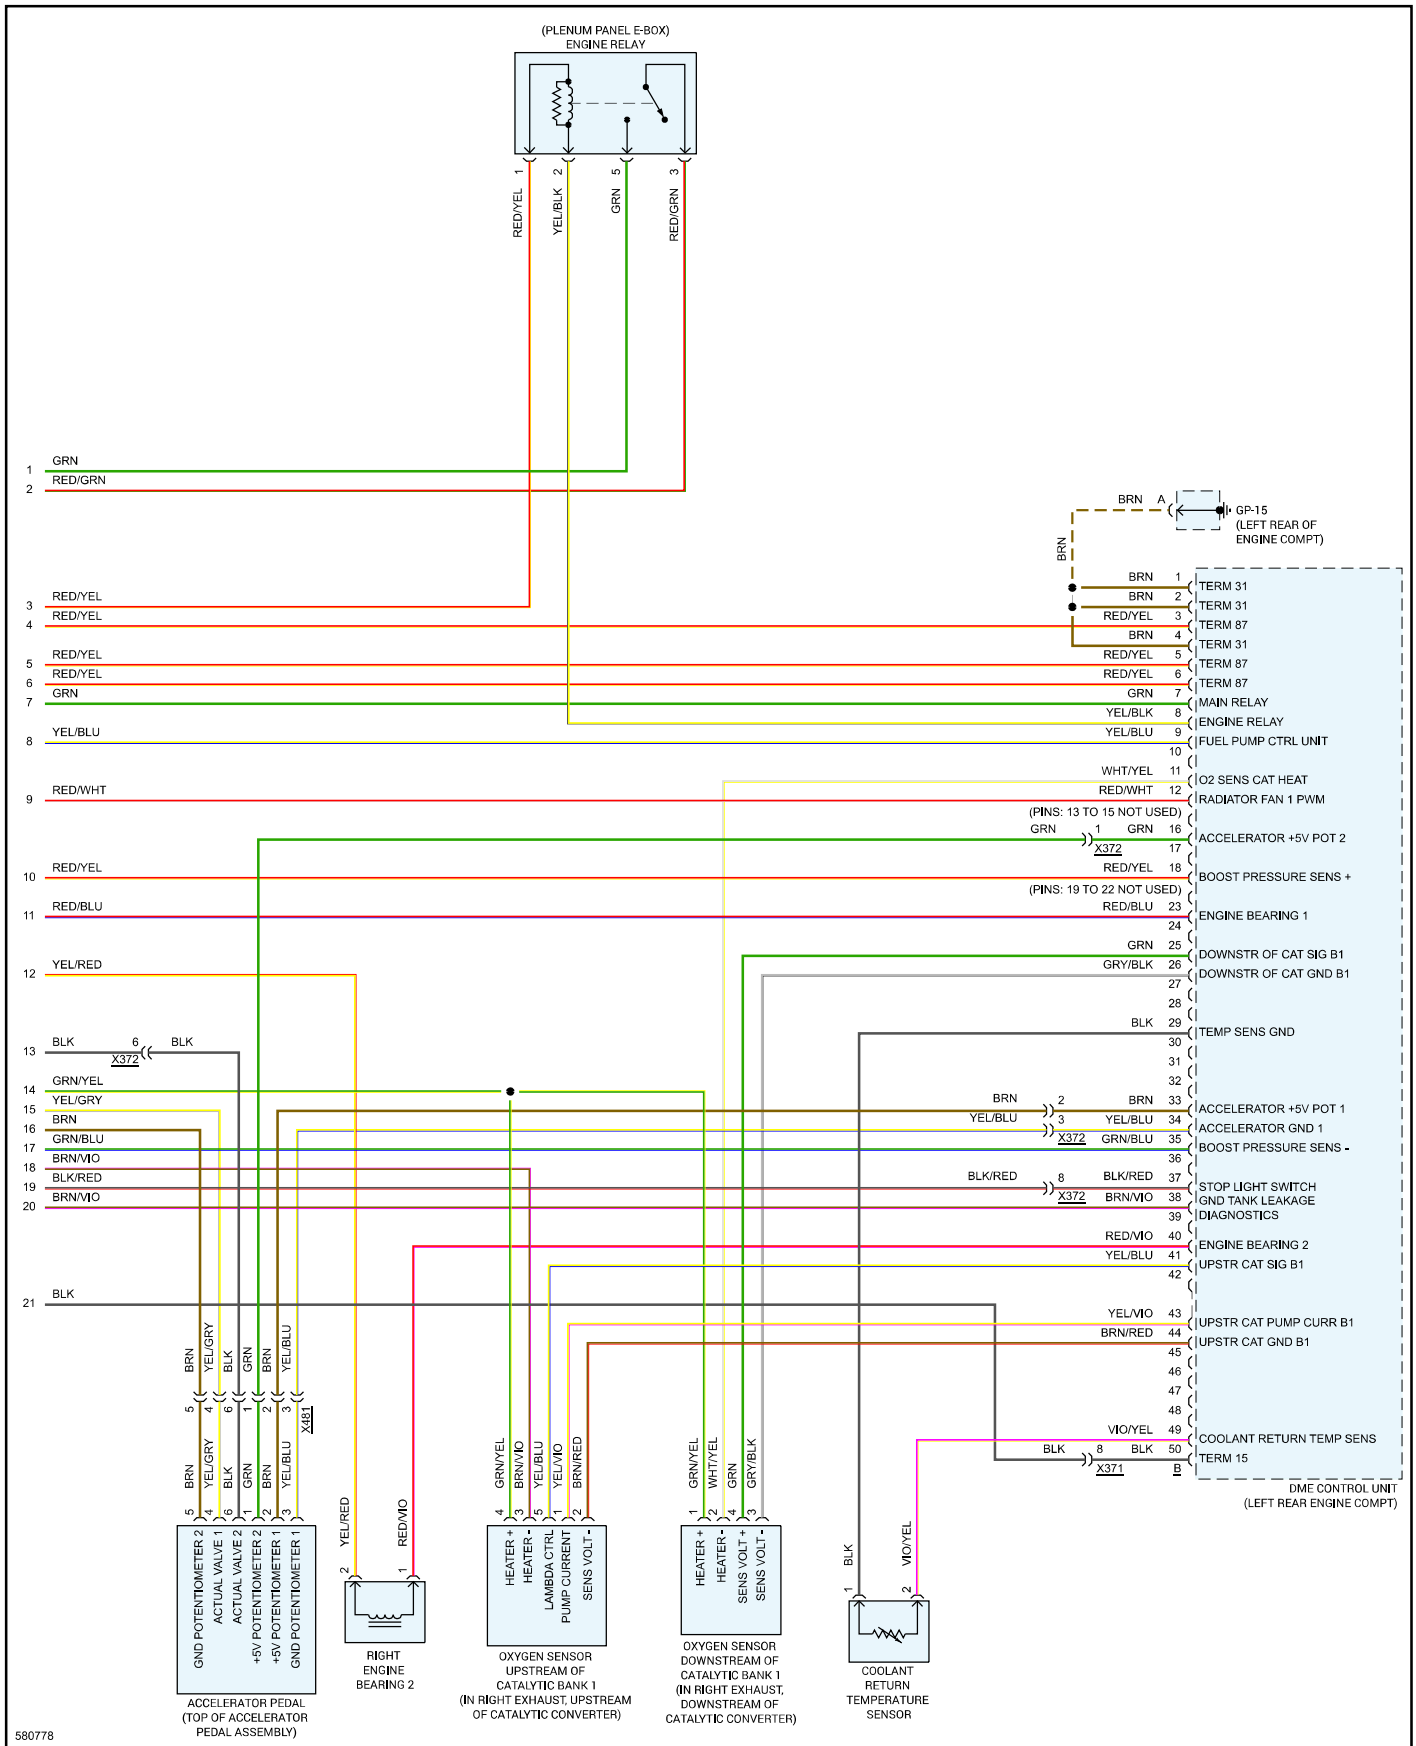 (PLENUM PANEL E-BOX)
ENGINE RELAY
1
2
5
3
RED/YEL
YEL/BLK
GRN
RED/GRN
1 GRN
2 RED/GRN
BRN A
GP-15
(LEFT REAR OF
ENGINE COMPT)
BRN
3 RED/YEL
4 RED/YEL
5 RED/YEL
6 RED/YEL
7 GRN
8 YEL/BLU
9 RED/WHT
10 RED/YEL
11 RED/BLU
12 YEL/RED
13 BLK 6 BLK
X372
14 GRN/YEL
15 YEL/GRY
16 BRN
17 GRN/BLU
18 BRN/VIO
19 BLK/RED
20 BRN/VIO
21 BLK
BRN 1 TERM 31
BRN 2 TERM 31
RED/YEL 3 TERM 87
BRN 4 TERM 31
RED/YEL 5 TERM 87
RED/YEL 6 TERM 87
GRN 7 MAIN RELAY
YEL/BLK 8 ENGINE RELAY
YEL/BLU 9 FUEL PUMP CTRL UNIT
10
WHT/YEL 11 O2 SENS CAT HEAT
RED/WHT 12 RADIATOR FAN 1 PWM
(PINS: 13 TO 15 NOT USED)
GRN 1 GRN 16 ACCELERATOR +5V POT 2
X372
17
RED/YEL 18 BOOST PRESSURE SENS +
(PINS: 19 TO 22 NOT USED)
RED/BLU 23 ENGINE BEARING 1
24
GRN 25 DOWNSTR OF CAT SIG B1
GRY/BLK 26 DOWNSTR OF CAT GND B1
27
28
BLK 29 TEMP SENS GND
30
31
32
BRN 2 BRN 33 ACCELERATOR +5V POT 1
YEL/BLU 3 YEL/BLU 34 ACCELERATOR GND 1
X372
GRN/BLU 35 BOOST PRESSURE SENS -
36
BLK/RED 8 BLK/RED 37 STOP LIGHT SWITCH
X372
BRN/VIO 38 GND TANK LEAKAGE
39 DIAGNOSTICS
RED/VIO 40 ENGINE BEARING 2
YEL/BLU 41 UPSTR CAT SIG B1
42
YEL/VIO 43 UPSTR CAT PUMP CURR B1
BRN/RED 44 UPSTR CAT GND B1
45
46
47
48
VIO/YEL 49 COOLANT RETURN TEMP SENS
BLK 8 BLK 50 TERM 15
X371
B
DME CONTROL UNIT
(LEFT REAR ENGINE COMPT)
BRN
YEL/GRY
BLK
GRN
BRN
YEL/BLU
5
4
6
1
2
3
X481
BRN
YEL/GRY
BLK
GRN
BRN
YEL/BLU
5
4
6
1
2
3
GND POTENTIOMETER 2
ACTUAL VALVE 1
ACTUAL VALVE 2
+5V POTENTIOMETER 2
+5V POTENTIOMETER 1
GND POTENTIOMETER 1
ACCELERATOR PEDAL
(TOP OF ACCELERATOR
PEDAL ASSEMBLY)
YEL/RED
RED/VIO
2
1
RIGHT
ENGINE
BEARING 2
GRN/YEL
BRN/VIO
YEL/BLU
YEL/VIO
BRN/RED
4
3
5
1
2
HEATER +
HEATER -
LAMBDA CTRL
PUMP CURRENT
SENS VOLT -
OXYGEN SENSOR
UPSTREAM OF
CATALYTIC BANK 1
(IN RIGHT EXHAUST, UPSTREAM
OF CATALYTIC CONVERTER)
GRN/YEL
WHT/YEL
GRN
GRY/BLK
1
2
4
3
HEATER +
HEATER -
SENS VOLT +
SENS VOLT -
OXYGEN SENSOR
DOWNSTREAM OF
CATALYTIC BANK 1
(IN RIGHT EXHAUST,
DOWNSTREAM OF
CATALYTIC CONVERTER)
BLK
VIO/YEL
1
2
COOLANT
RETURN
TEMPERATURE
SENSOR
580778